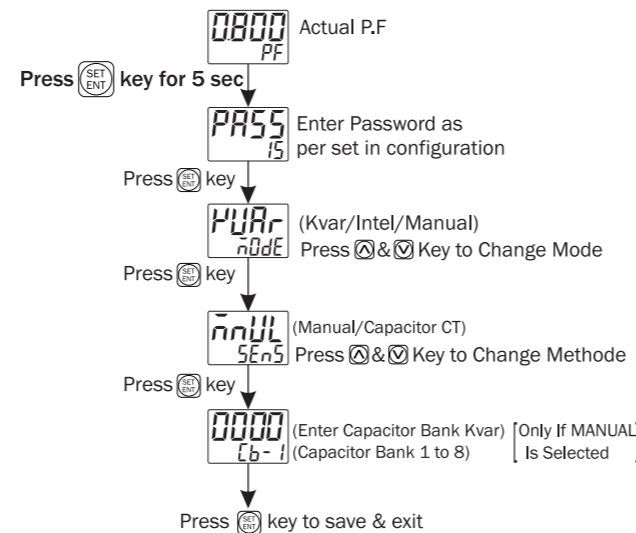 0.800 Actual P.F
PF
Press SET ENT key for 5 sec
PASS Enter Password as
15 per set in configuration
Press SET ENT key
KVAr (Kvar/Intel/Manual)
modE Press & Key to Change Mode
Press SET ENT key
mnUL (Manual/Capacitor CT)
SEnS Press & Key to Change Methode
Press SET ENT key
0000 (Enter Capacitor Bank Kvar) [Only If MANUAL
Cb-1 (Capacitor Bank 1 to 8) Is Selected
Press SET ENT key to save & exit